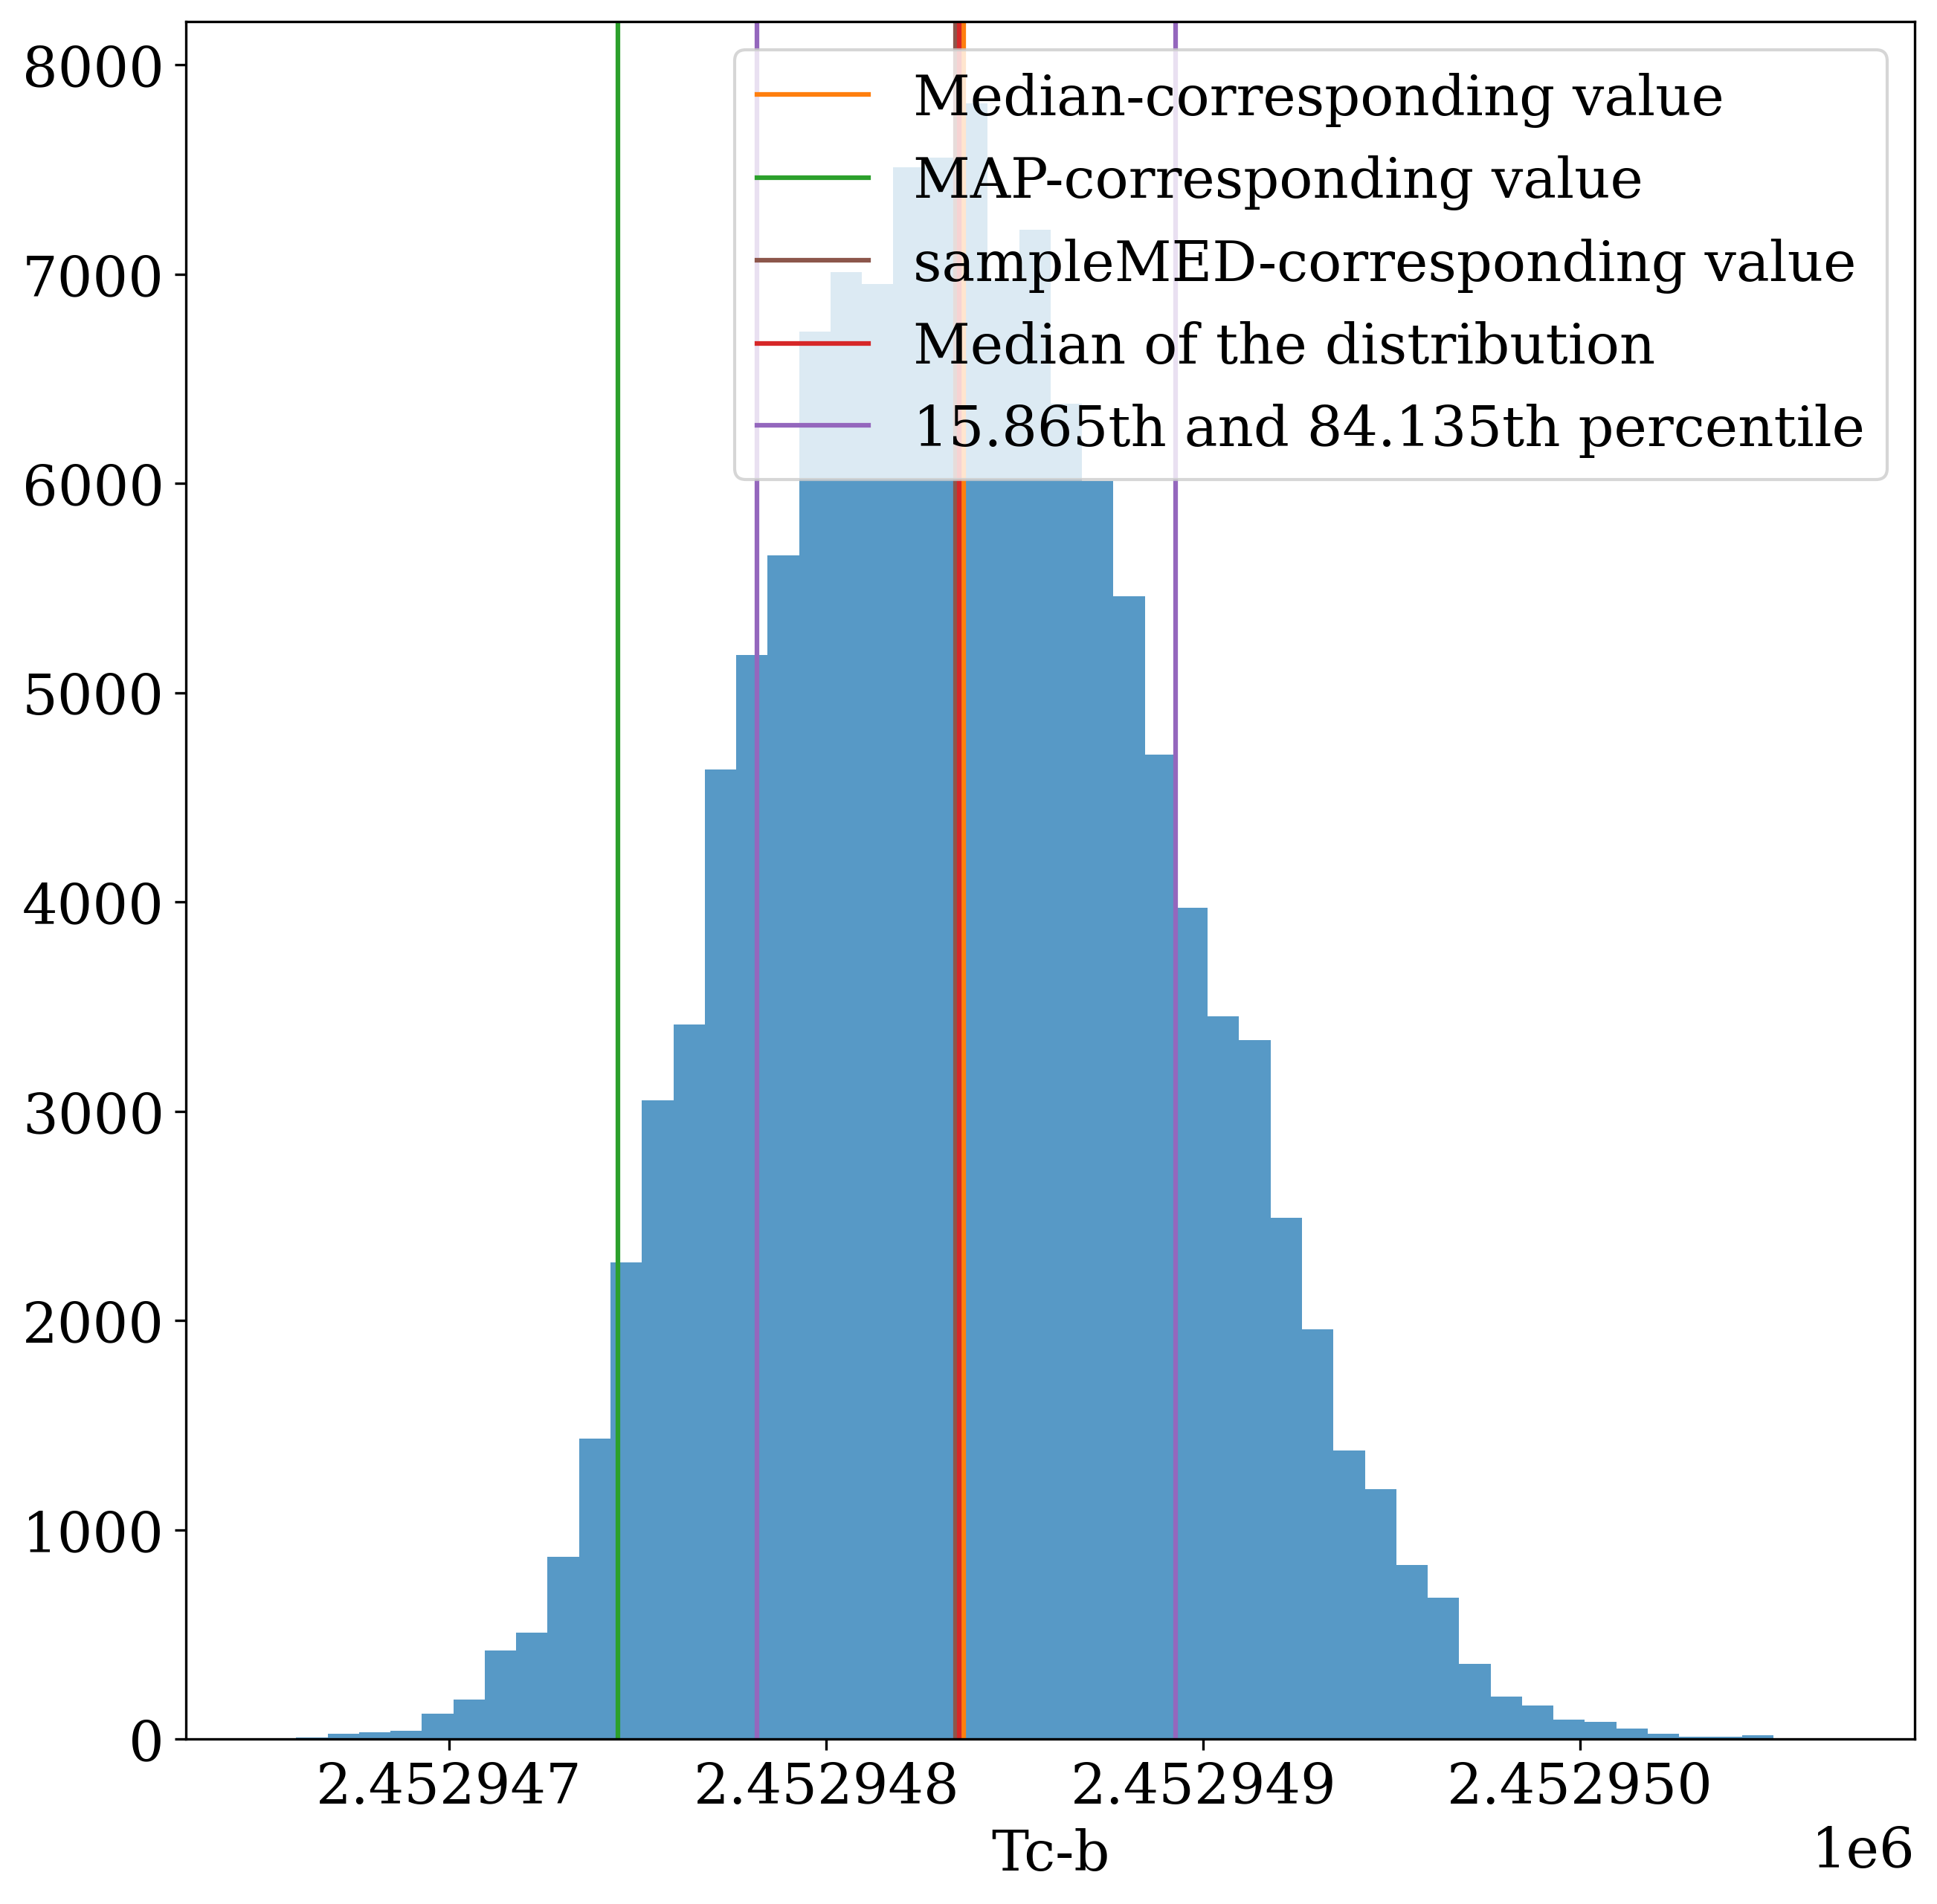 8000
7000
6000
5000
4000
3000
2000
1000
0
Median-corresponding value
MAP-corresponding value
sampleMED-corresponding value
Median of the distribution
15.865th and 84.135th percentile
2.452947 2.452948 2.452949 2.452950
Tc-b
1e6